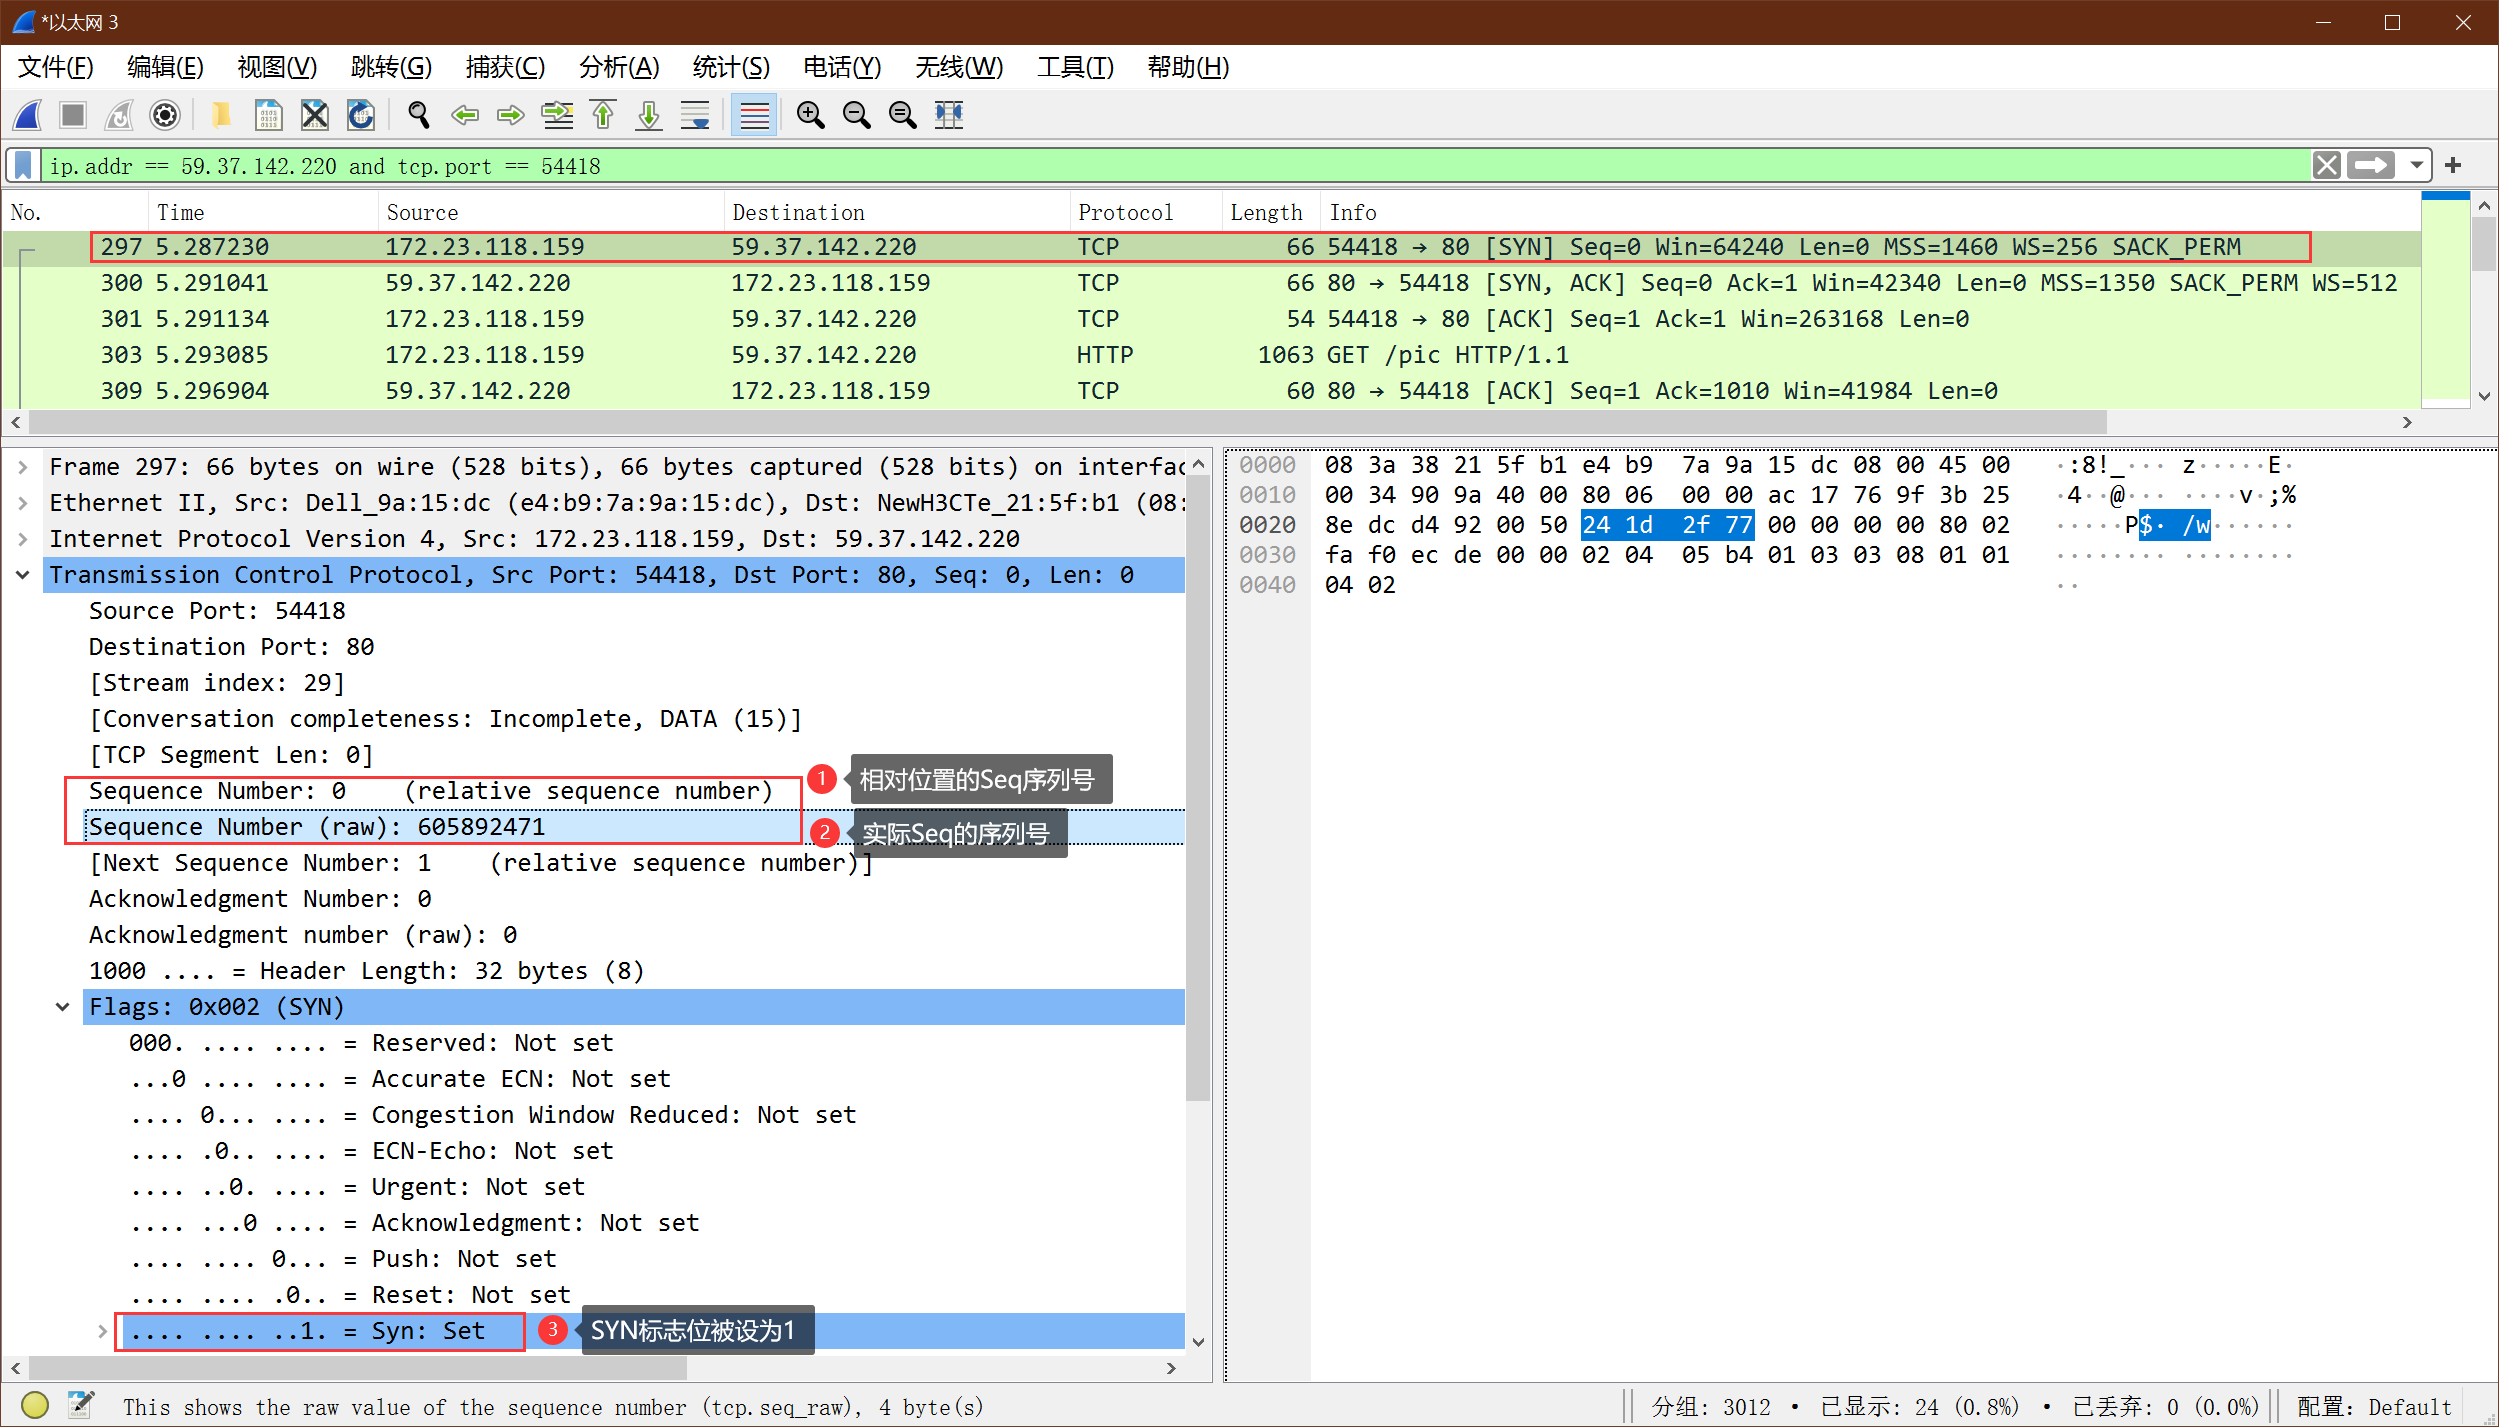 *以太网 3
文件(F) 编辑(E) 视图(V) 跳转(G) 捕获(C) 分析(A) 统计(S) 电话(Y) 无线(W) 工具(T) 帮助(H)
ip.addr == 59.37.142.220 and tcp.port == 54418
No. Time Source Destination Protocol Length Info
297 5.287230 172.23.118.159 59.37.142.220 TCP 66 54418 → 80 [SYN] Seq=0 Win=64240 Len=0 MSS=1460 WS=256 SACK_PERM
300 5.291041 59.37.142.220 172.23.118.159 TCP 66 80 → 54418 [SYN, ACK] Seq=0 Ack=1 Win=42340 Len=0 MSS=1350 SACK_PERM WS=512
301 5.291134 172.23.118.159 59.37.142.220 TCP 54 54418 → 80 [ACK] Seq=1 Ack=1 Win=263168 Len=0
303 5.293085 172.23.118.159 59.37.142.220 HTTP 1063 GET /pic HTTP/1.1
309 5.296904 59.37.142.220 172.23.118.159 TCP 60 80 → 54418 [ACK] Seq=1 Ack=1010 Win=41984 Len=0
Frame 297: 66 bytes on wire (528 bits), 66 bytes captured (528 bits) on interfac
Ethernet II, Src: Dell_9a:15:dc (e4:b9:7a:9a:15:dc), Dst: NewH3CTe_21:5f:b1 (08:
Internet Protocol Version 4, Src: 172.23.118.159, Dst: 59.37.142.220
Transmission Control Protocol, Src Port: 54418, Dst Port: 80, Seq: 0, Len: 0
Source Port: 54418
Destination Port: 80
[Stream index: 29]
[Conversation completeness: Incomplete, DATA (15)]
[TCP Segment Len: 0]
Sequence Number: 0 (relative sequence number)
1 相对位置的Seq序列号
Sequence Number (raw): 605892471
2 实际Seq的序列号
[Next Sequence Number: 1 (relative sequence number)]
Acknowledgment Number: 0
Acknowledgment number (raw): 0
1000 .... = Header Length: 32 bytes (8)
Flags: 0x002 (SYN)
000. .... .... = Reserved: Not set
...0 .... .... = Accurate ECN: Not set
.... 0... .... = Congestion Window Reduced: Not set
.... .0.. .... = ECN-Echo: Not set
.... ..0. .... = Urgent: Not set
.... ...0 .... = Acknowledgment: Not set
.... .... 0... = Push: Not set
.... .... .0.. = Reset: Not set
.... .... ..1. = Syn: Set
3 SYN标志位被设为1
0000 08 3a 38 21 5f b1 e4 b9 7a 9a 15 dc 08 00 45 00 ·:8!_··· z·····E·
0010 00 34 90 9a 40 00 80 06 00 00 ac 17 76 9f 3b 25 ·4··@··· ····v·;%
0020 8e dc d4 92 00 50 24 1d 2f 77 00 00 00 00 80 02 ·····P$· /w······
0030 fa f0 ec de 00 00 02 04 05 b4 01 03 03 08 01 01 ········ ········
0040 04 02 ··
This shows the raw value of the sequence number (tcp.seq_raw), 4 byte(s)
分组: 3012 · 已显示: 24 (0.8%) · 已丢弃: 0 (0.0%)
配置: Default